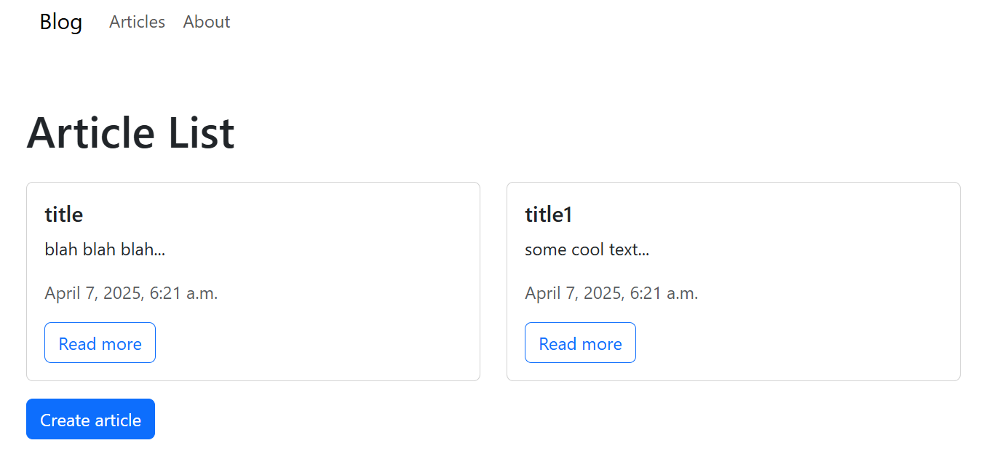 Blog Articles About
Article List
title
blah blah blah...
April 7, 2025, 6:21 a.m.
Read more
title1
some cool text...
April 7, 2025, 6:21 a.m.
Read more
Create article